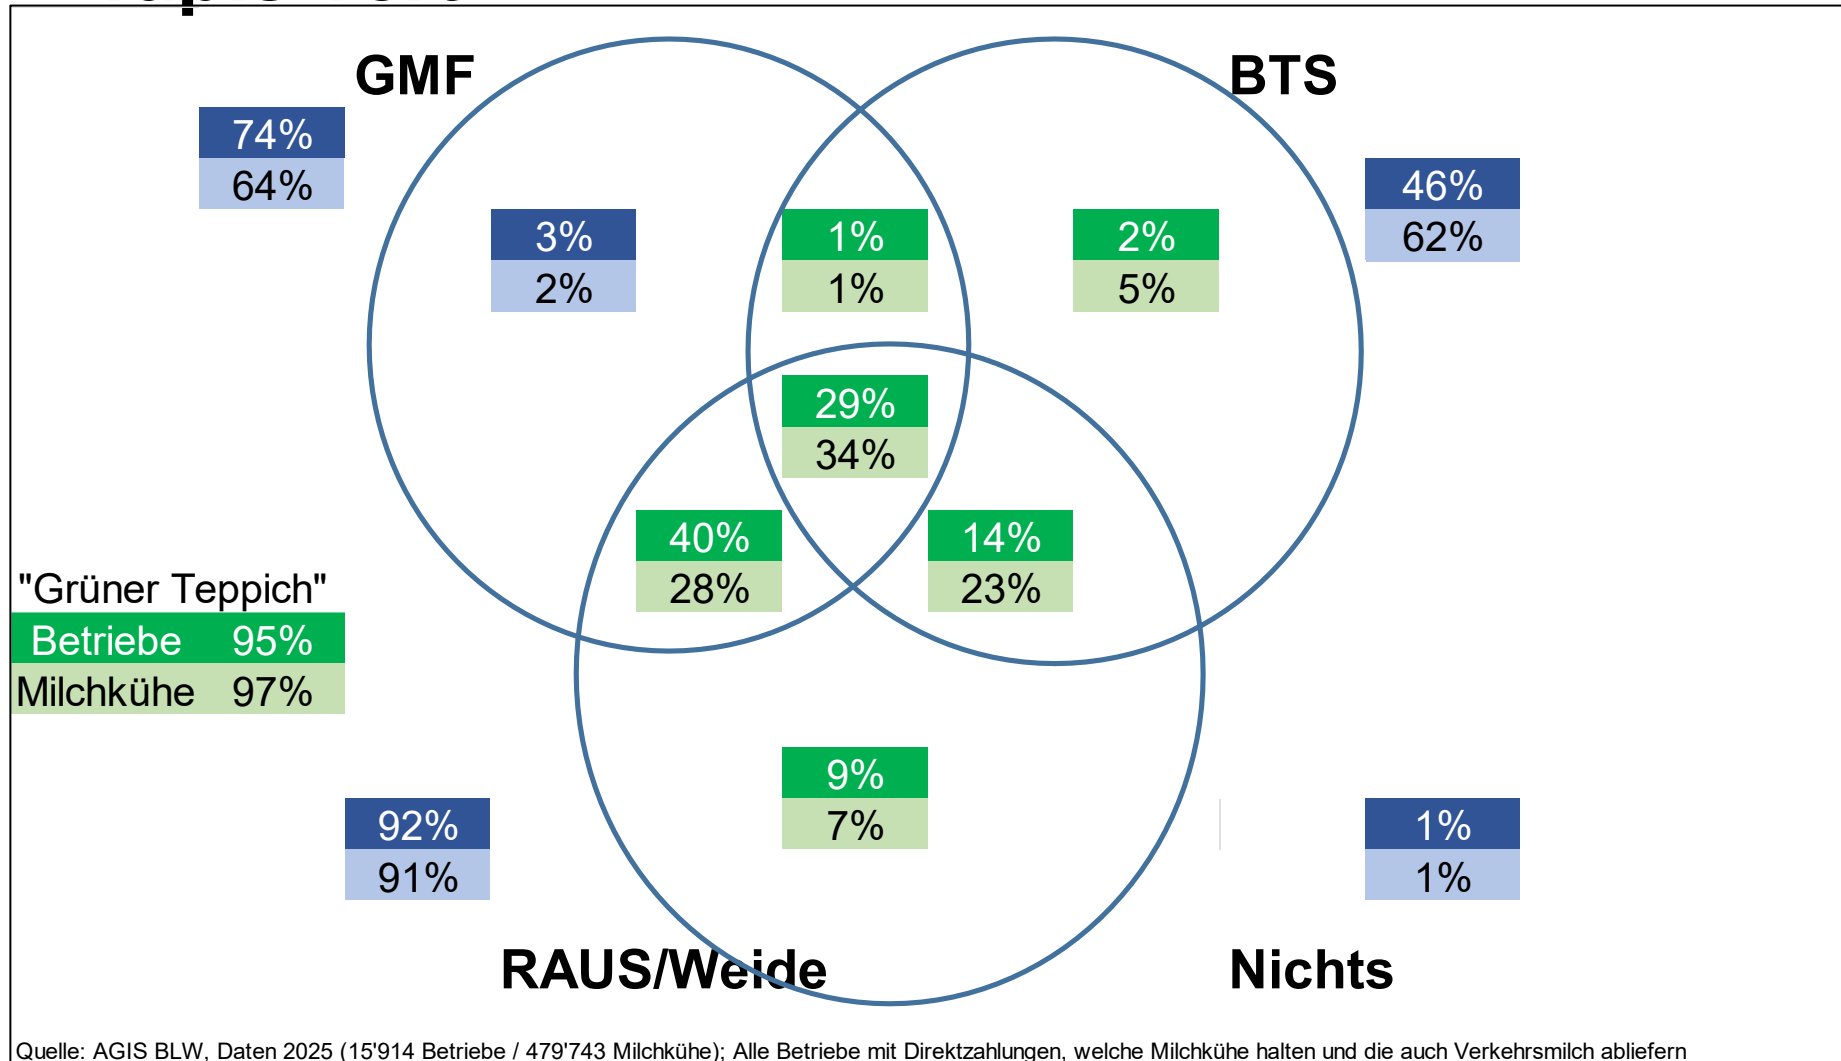 GMF
BTS
74%
64%
46%
62%
3%
2%
1%
1%
2%
5%
29%
34%
40%
28%
14%
23%
"Grüner Teppich"
Betriebe 95%
Milchkühe 97%
9%
7%
92%
91%
1%
1%
RAUS/Weide
Nichts
Quelle: AGIS BLW, Daten 2025 (15'914 Betriebe / 479'743 Milchkühe); Alle Betriebe mit Direktzahlungen, welche Milchkühe halten und die auch Verkehrsmilch abliefern